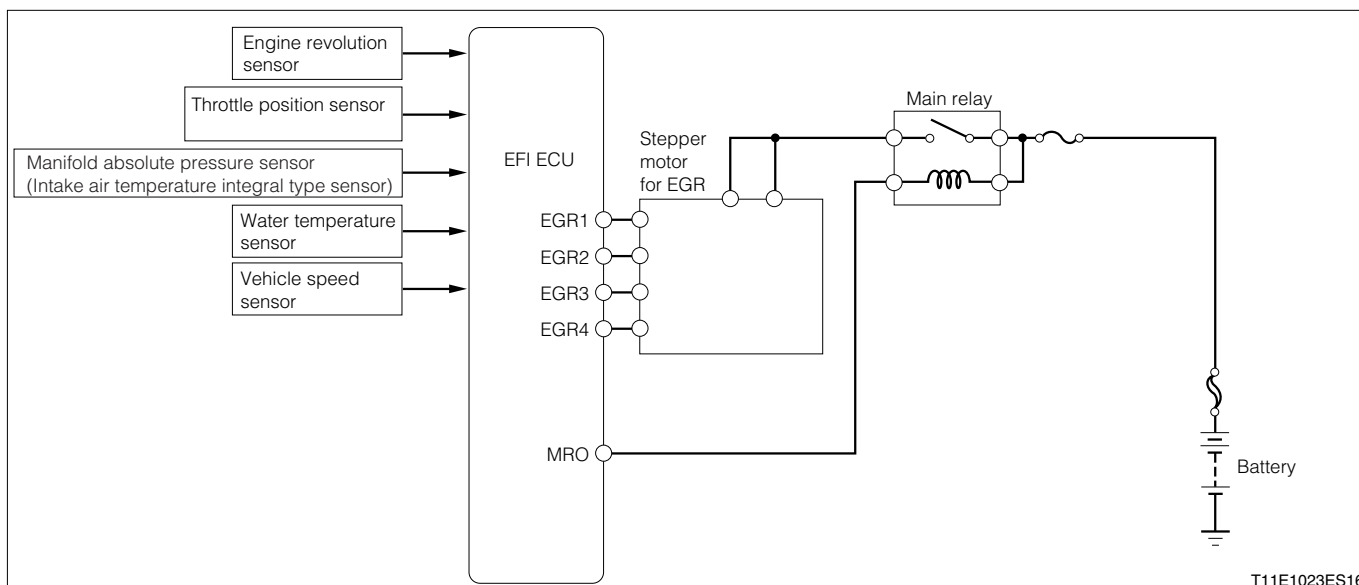 Engine revolution
sensor
Throttle position sensor
Manifold absolute pressure sensor
(Intake air temperature integral type sensor)
Water temperature
sensor
Vehicle speed
sensor
EFI ECU
EGR1
EGR2
EGR3
EGR4
MRO
Stepper
motor
for EGR
Main relay
Battery
T11E1023ES16